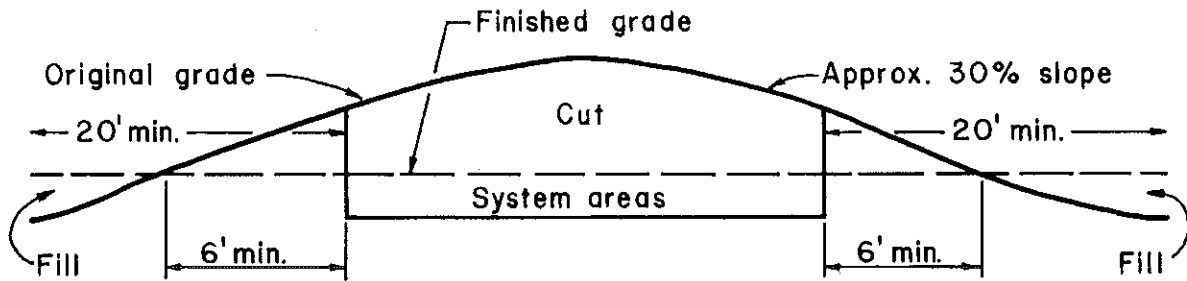 Finished grade
Original grade
Approx. 30% slope
20' min.
Cut
20' min.
System areas
Fill
6' min.
6' min.
Fill